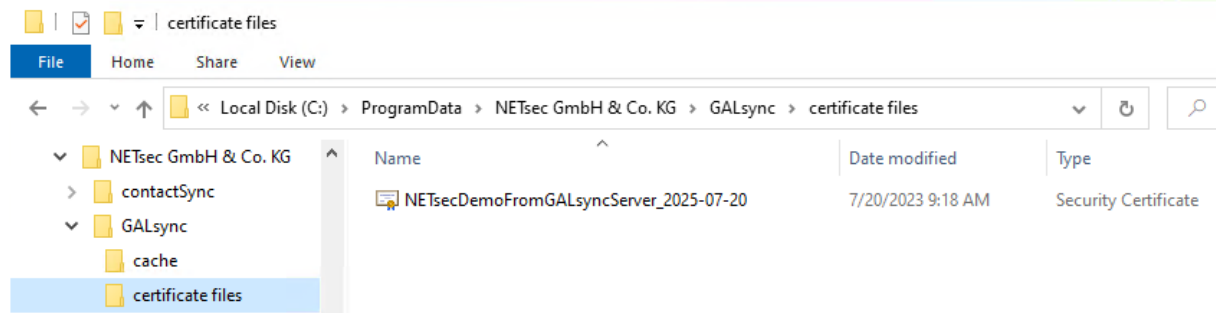 certificate files
File Home Share View
« Local Disk (C:) › ProgramData › NETsec GmbH & Co. KG › GALsync › certificate files
NETsec GmbH & Co. KG
Name Date modified Type
contactSync
NETsecDemoFromGALsyncServer_2025-07-20 7/20/2023 9:18 AM Security Certificate
GALsync
cache
certificate files